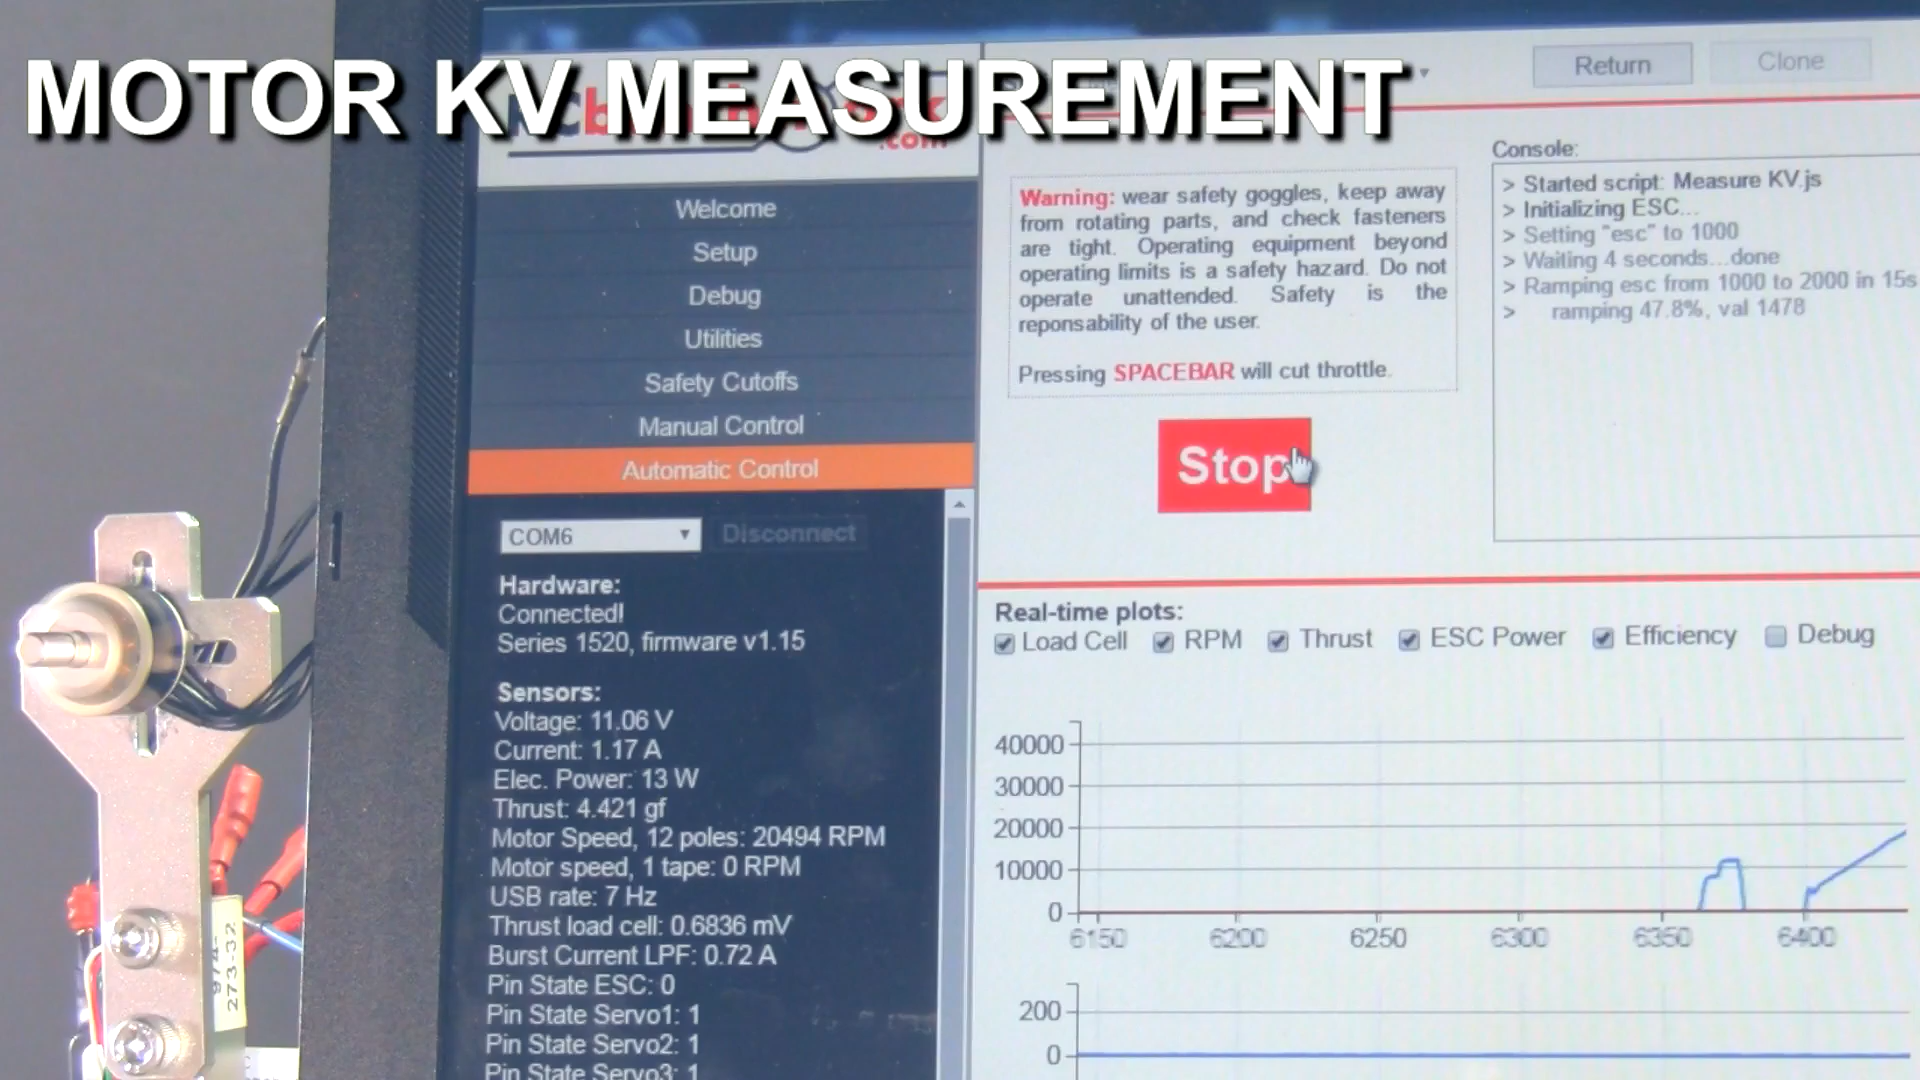 MOTOR KV MEASUREMENT
.com
Return
Clone
Welcome
Setup
Debug
Utilities
Safety Cutoffs
Manual Control
Automatic Control
COM6
Disconnect
Hardware:
Connected!
Series 1520, firmware v1.15
Sensors:
Voltage: 11.06 V
Current: 1.17 A
Elec. Power: 13 W
Thrust: 4.421 gf
Motor Speed, 12 poles: 20494 RPM
Motor speed, 1 tape: 0 RPM
USB rate: 7 Hz
Thrust load cell: 0.6836 mV
Burst Current LPF: 0.72 A
Pin State ESC: 0
Pin State Servo1: 1
Pin State Servo2: 1
Pin State Servo3: 1
Warning: wear safety goggles, keep away
from rotating parts, and check fasteners
are tight. Operating equipment beyond
operating limits is a safety hazard. Do not
operate unattended. Safety is the
reponsability of the user.
Pressing SPACEBAR will cut throttle.
Stop
Console:
> Started script: Measure KV.js
> Initializing ESC...
> Setting "esc" to 1000
> Waiting 4 seconds...done
> Ramping esc from 1000 to 2000 in 15s
> ramping 47.8%, val 1478
Real-time plots:
Load Cell RPM Thrust ESC Power Efficiency Debug
40000
30000
20000
10000
0
6150 6200 6250 6300 6350 6400
200
0
273-32